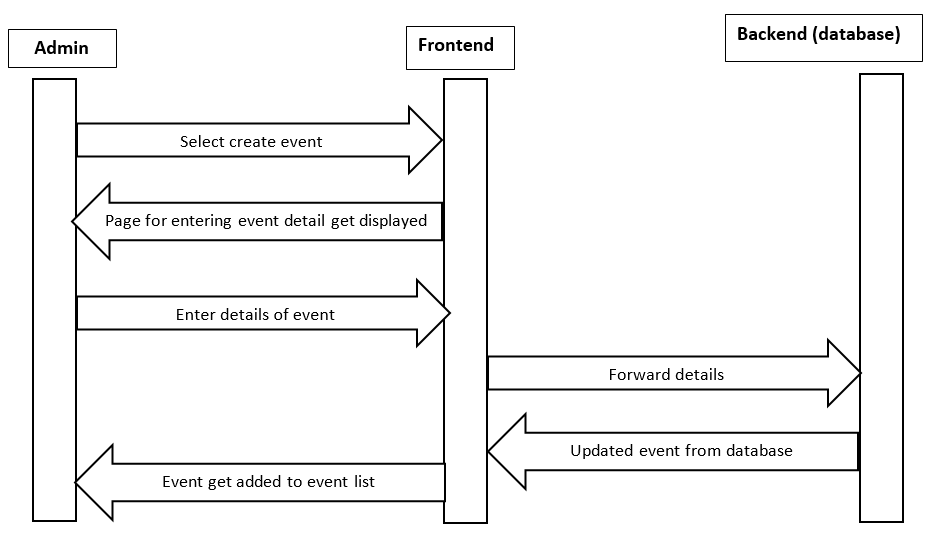 Admin
Frontend
Backend (database)
Select create event
Page for entering event detail get displayed
Enter details of event
Forward details
Updated event from database
Event get added to event list